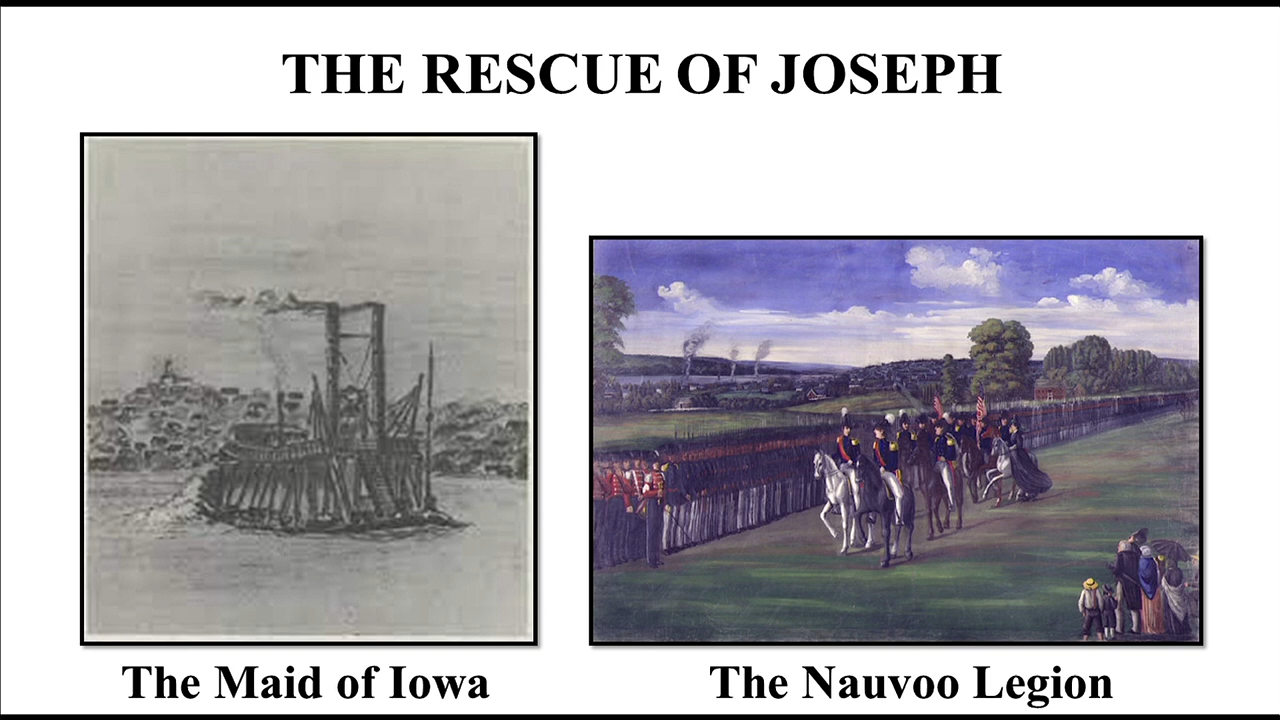 THE RESCUE OF JOSEPH
The Maid of Iowa
The Nauvoo Legion